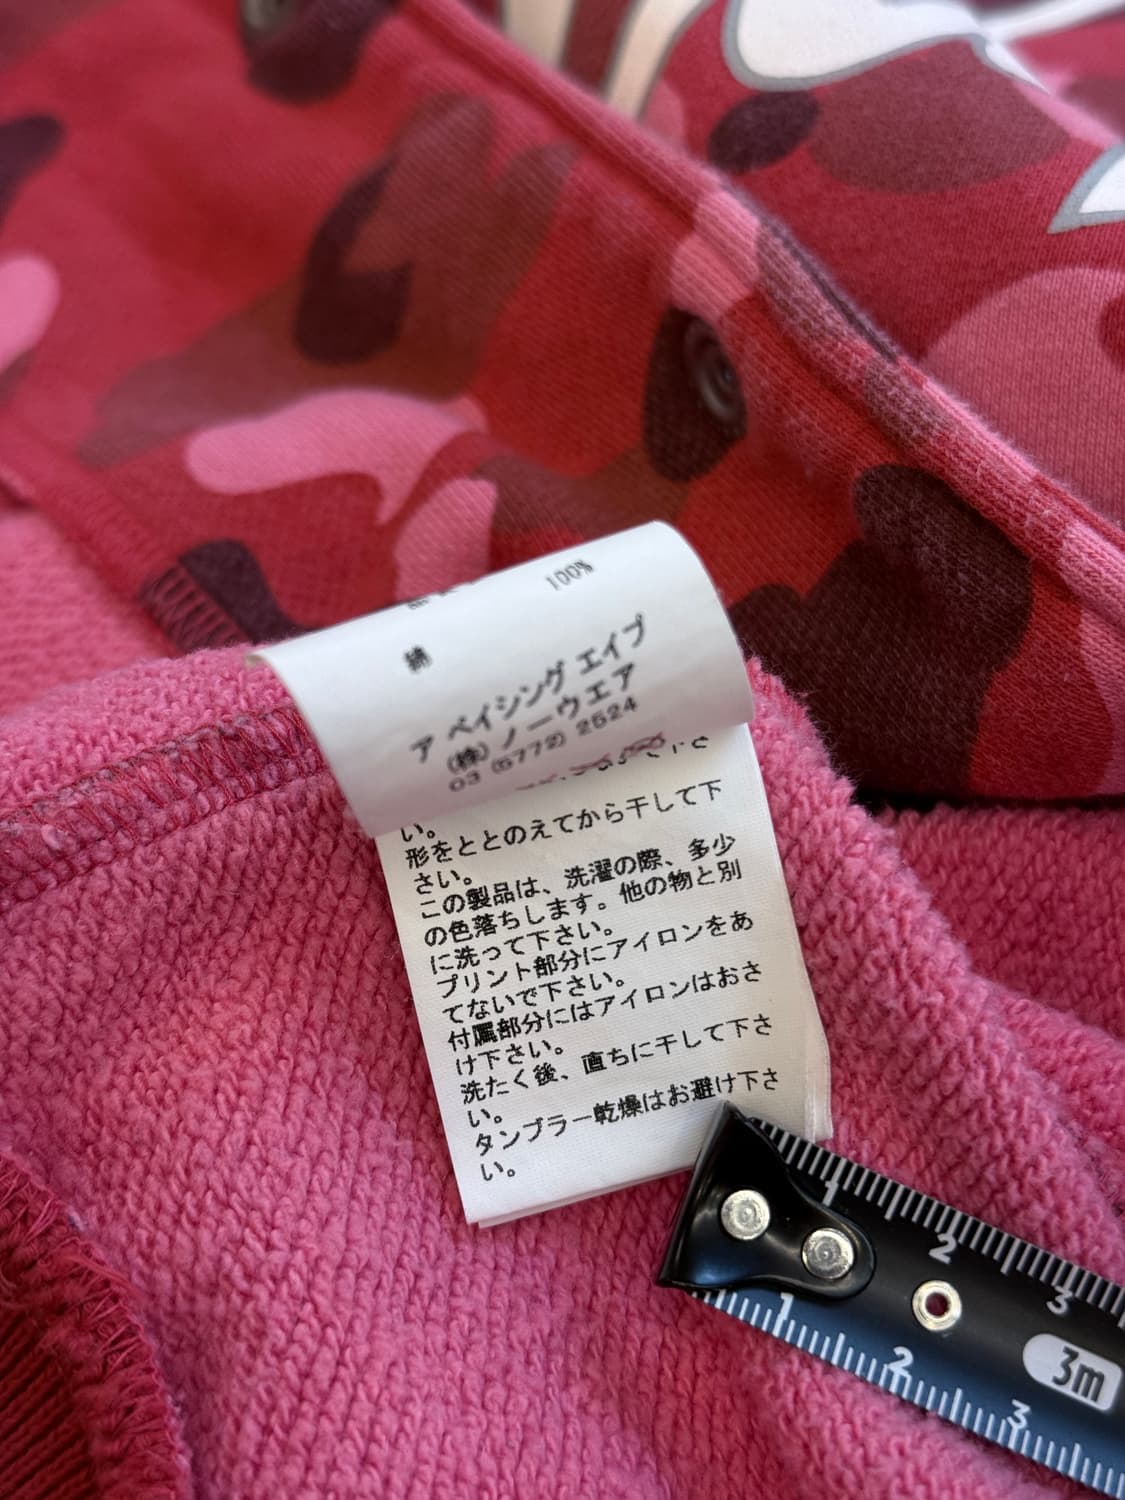 100%
綿
ア ベイシング エイプ
(株)ノーウエア
03 (5772) 2524
い。
形をととのえてから干して下
さい。
この製品は、洗濯の際、多少
の色落ちします。他の物と別
に洗って下さい。
プリント部分にアイロンをあ
てないで下さい。
付属部分にはアイロンはおさ
け下さい。
洗たく後、直ちに干して下さ
い。
タンブラー乾燥はお避け下さ
い。
1
2
3
3m
1
2
3